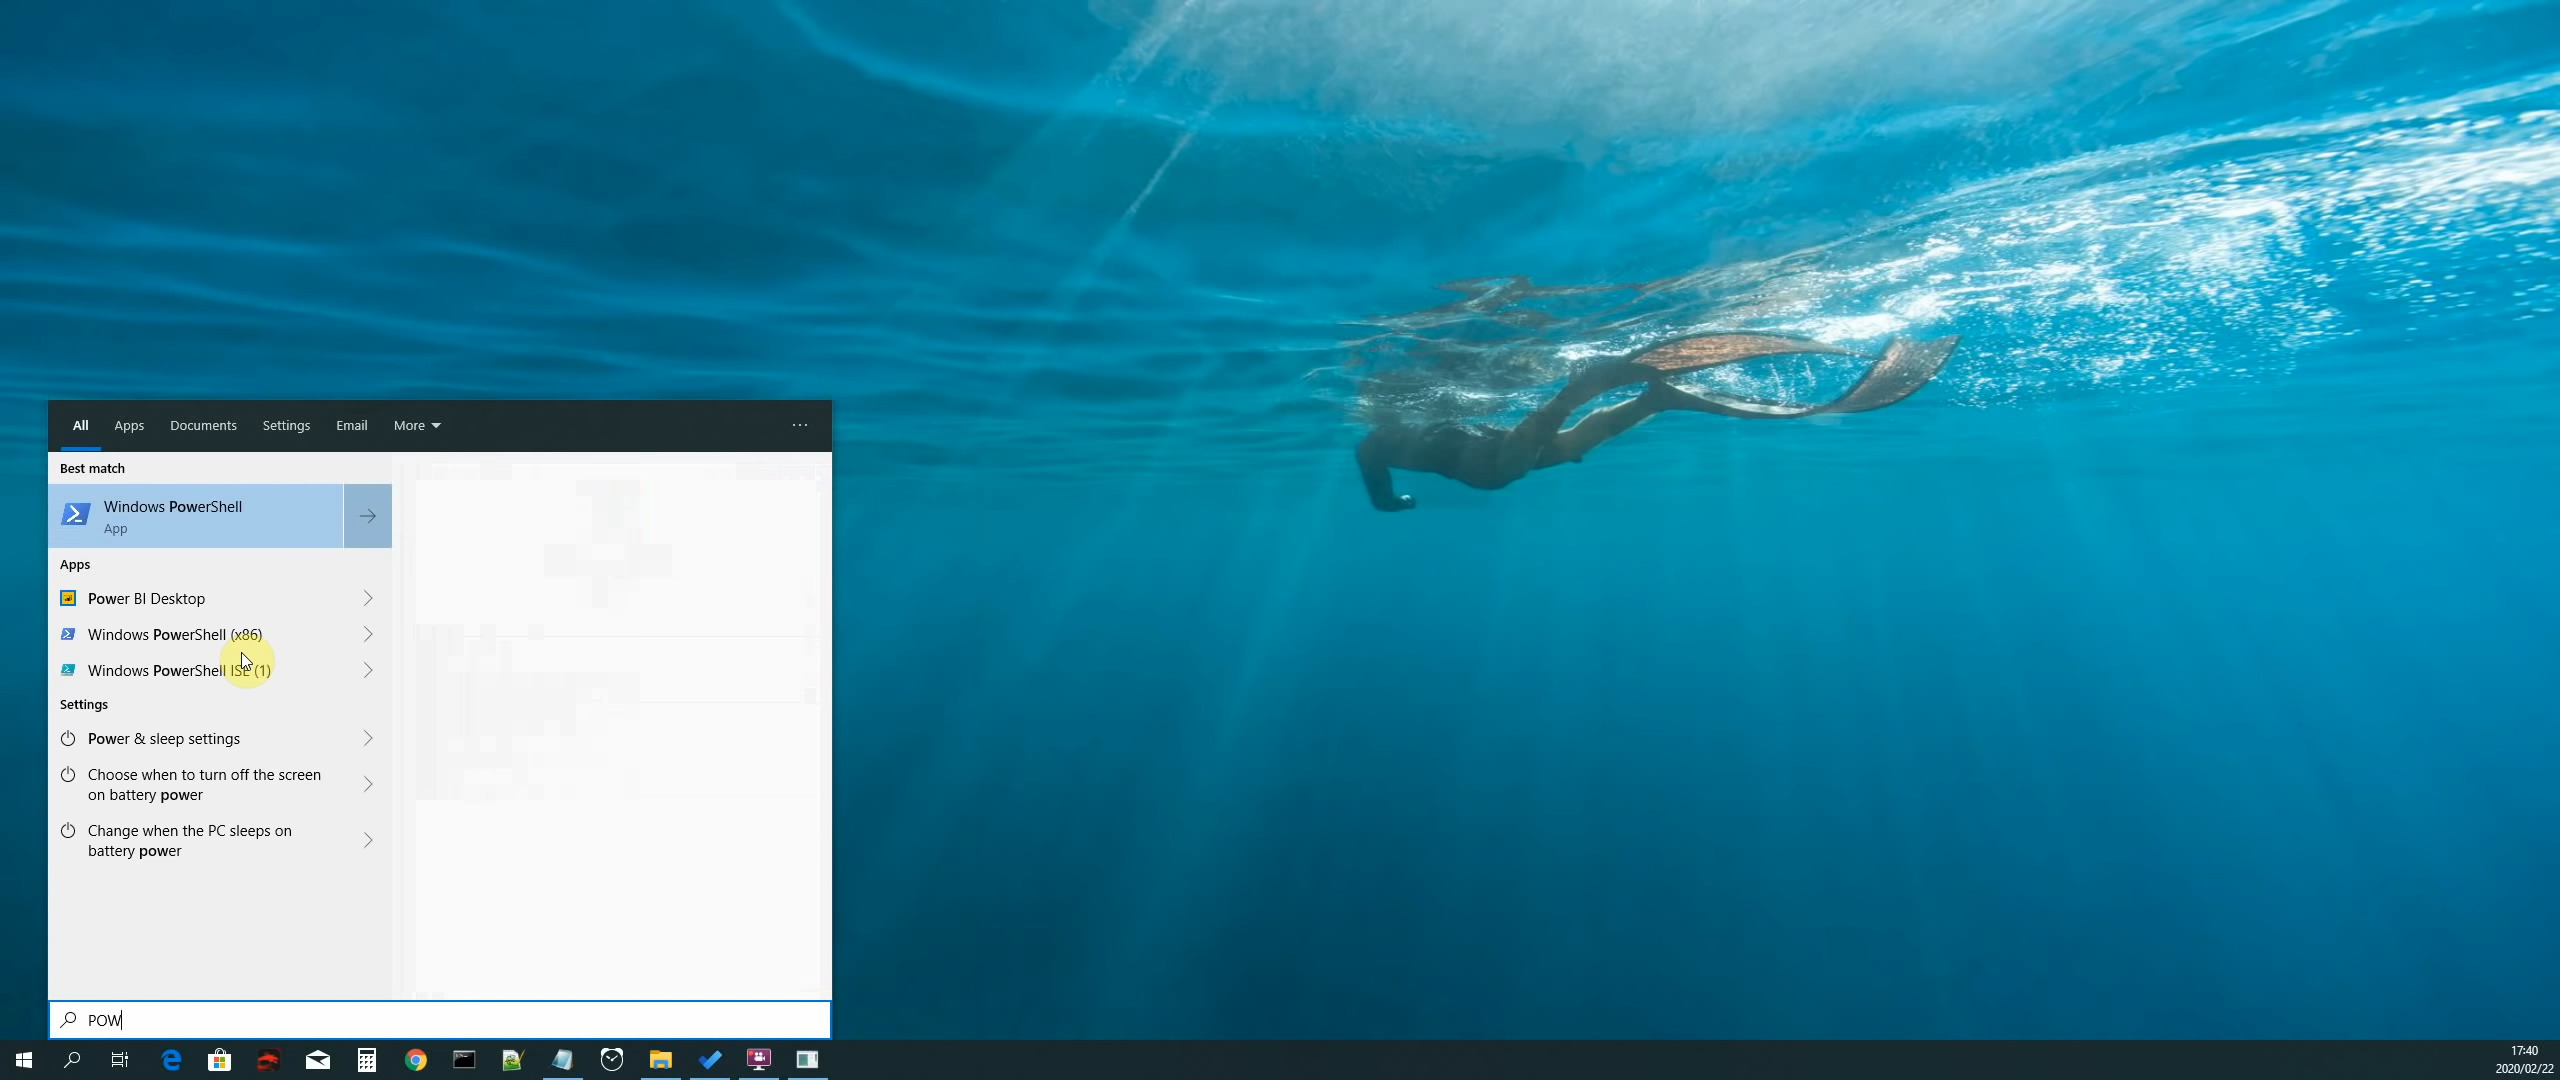 All Apps Documents Settings Email More ...
Best match
Windows PowerShell
App
Apps
Power BI Desktop
Windows PowerShell (x86)
Windows PowerShell ISE (1)
Settings
Power & sleep settings
Choose when to turn off the screen
on battery power
Change when the PC sleeps on
battery power
POW
17:40
2020/02/22